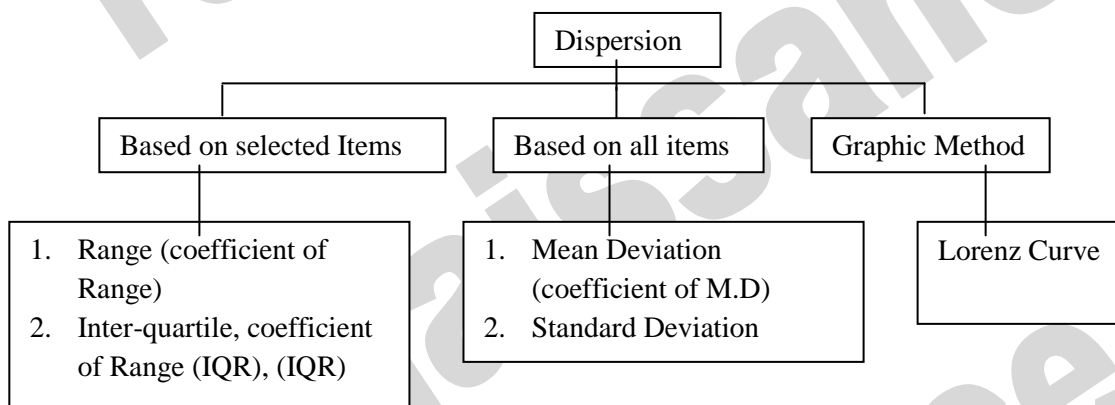 Dispersion
Based on selected Items
Based on all items
Graphic Method
1. Range (coefficient of
Range)
2. Inter-quartile, coefficient
of Range (IQR), (IQR)
1. Mean Deviation
(coefficient of M.D)
2. Standard Deviation
Lorenz Curve